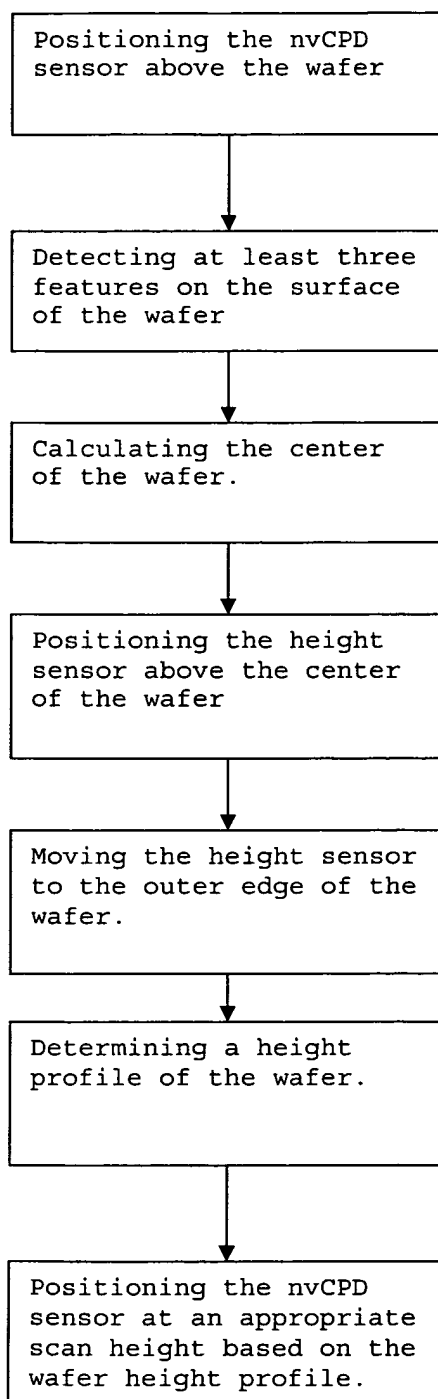 Positioning the nvCPD
sensor above the wafer
Detecting at least three
features on the surface
of the wafer
Calculating the center
of the wafer.
Positioning the height
sensor above the center
of the wafer
Moving the height sensor
to the outer edge of the
wafer.
Determining a height
profile of the wafer.
Positioning the nvCPD
sensor at an appropriate
scan height based on the
wafer height profile.